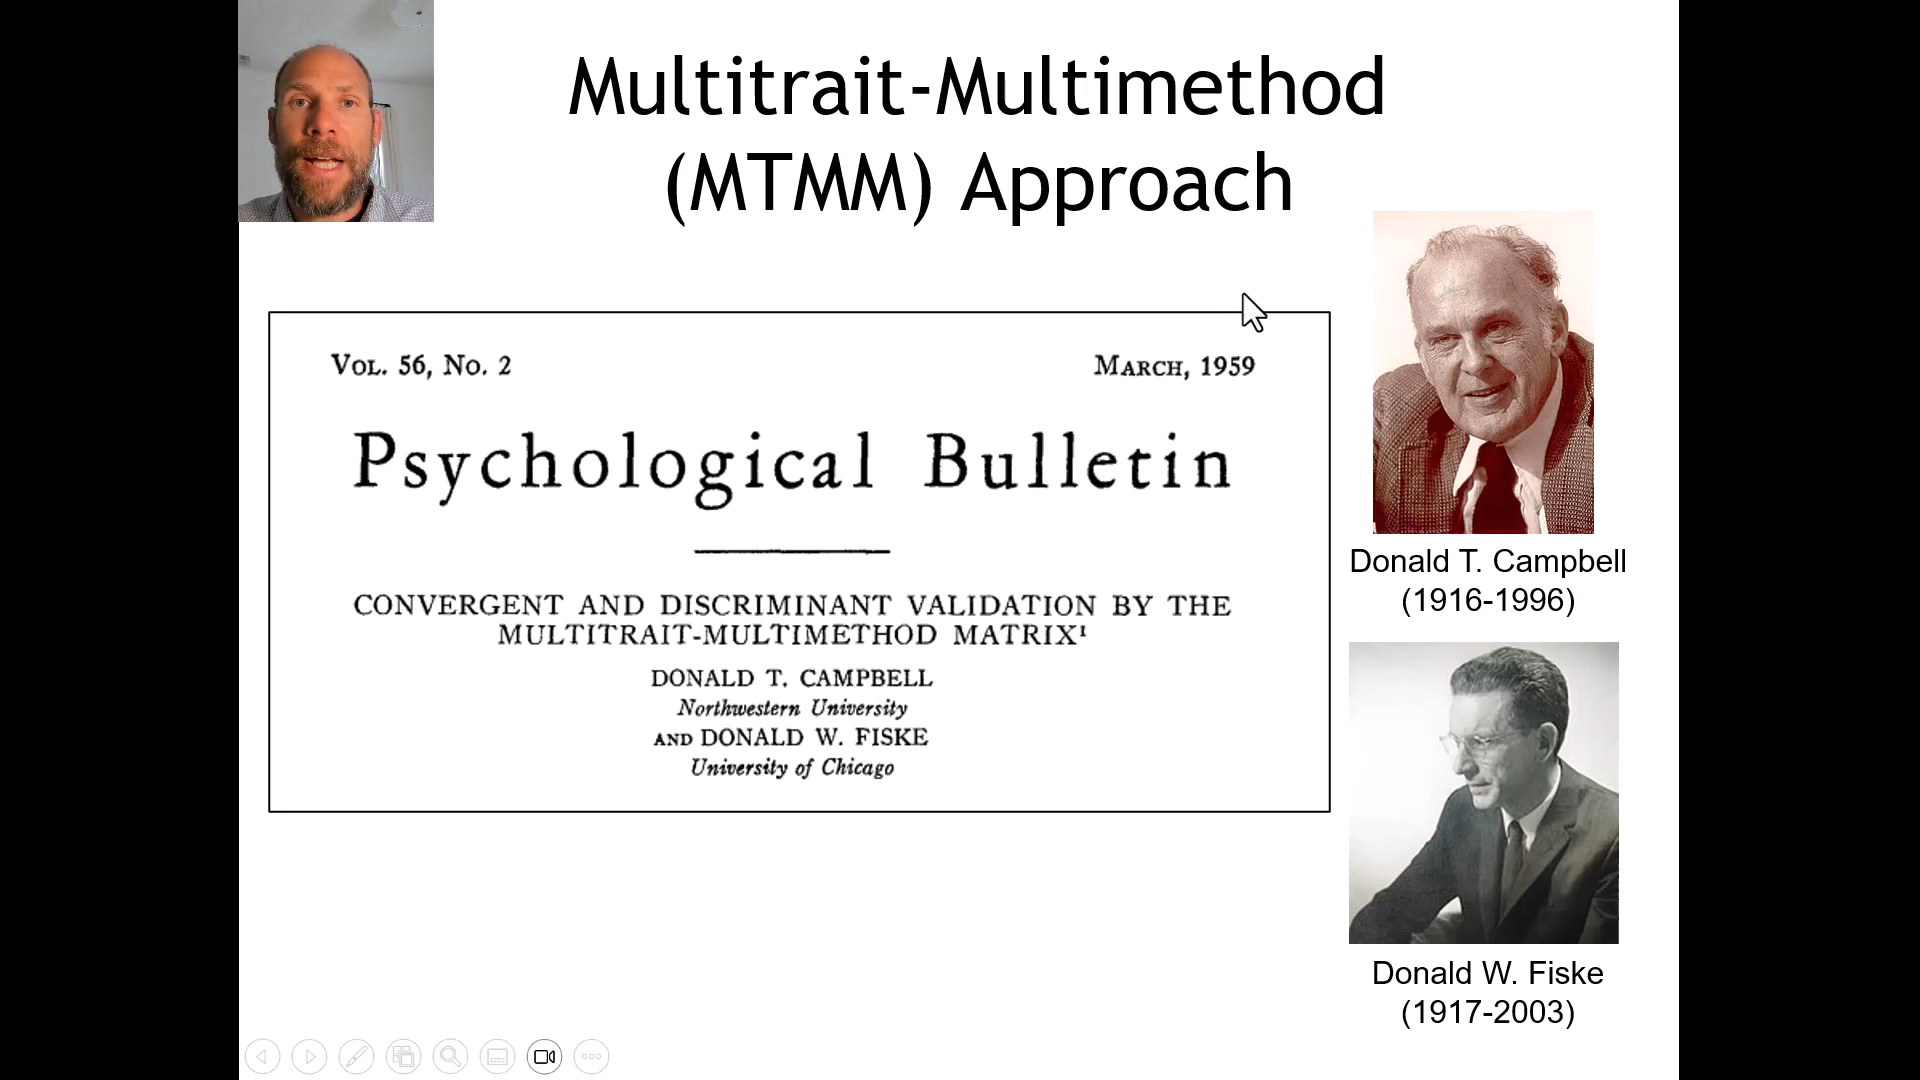 Multitrait-Multimethod
(MTMM) Approach
VOL. 56, NO. 2
MARCH, 1959
Psychological Bulletin
CONVERGENT AND DISCRIMINANT VALIDATION BY THE
MULTITRAIT-MULTIMETHOD MATRIX¹
DONALD T. CAMPBELL
Northwestern University
AND DONALD W. FISKE
University of Chicago
Donald T. Campbell
(1916-1996)
Donald W. Fiske
(1917-2003)